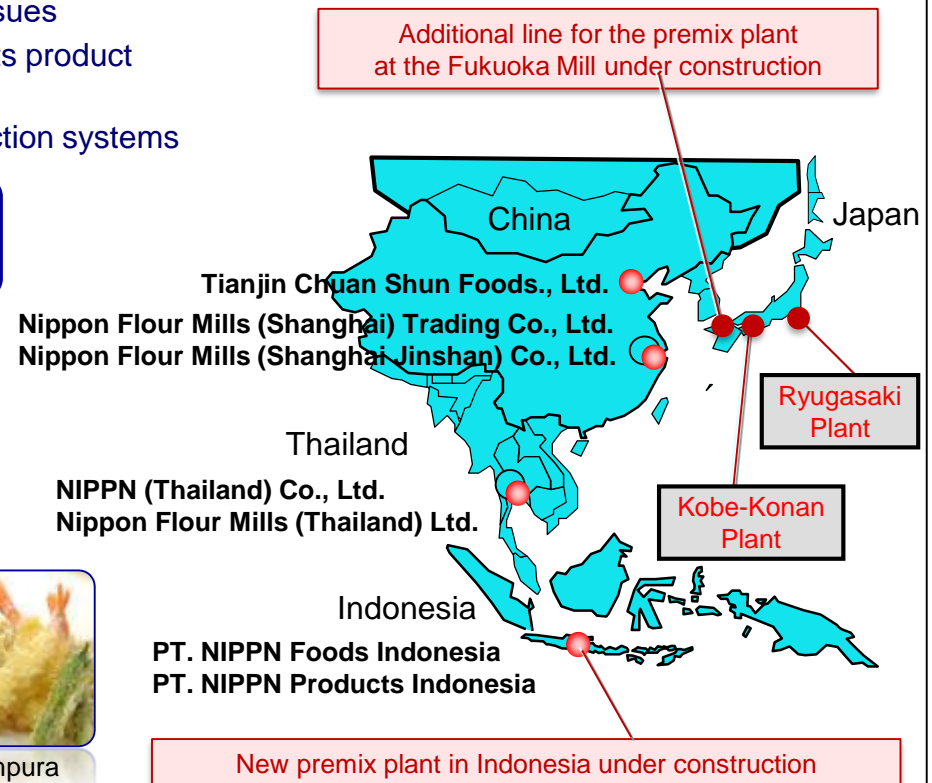 sues
ts product
ction systems
Additional line for the premix plant
at the Fukuoka Mill under construction
China
Japan
Tianjin Chuan Shun Foods., Ltd.
Nippon Flour Mills (Shanghai) Trading Co., Ltd.
Nippon Flour Mills (Shanghai Jinshan) Co., Ltd.
Ryugasaki
Plant
Thailand
NIPPN (Thailand) Co., Ltd.
Nippon Flour Mills (Thailand) Ltd.
Kobe-Konan
Plant
Indonesia
PT. NIPPN Foods Indonesia
PT. NIPPN Products Indonesia
npura
New premix plant in Indonesia under construction